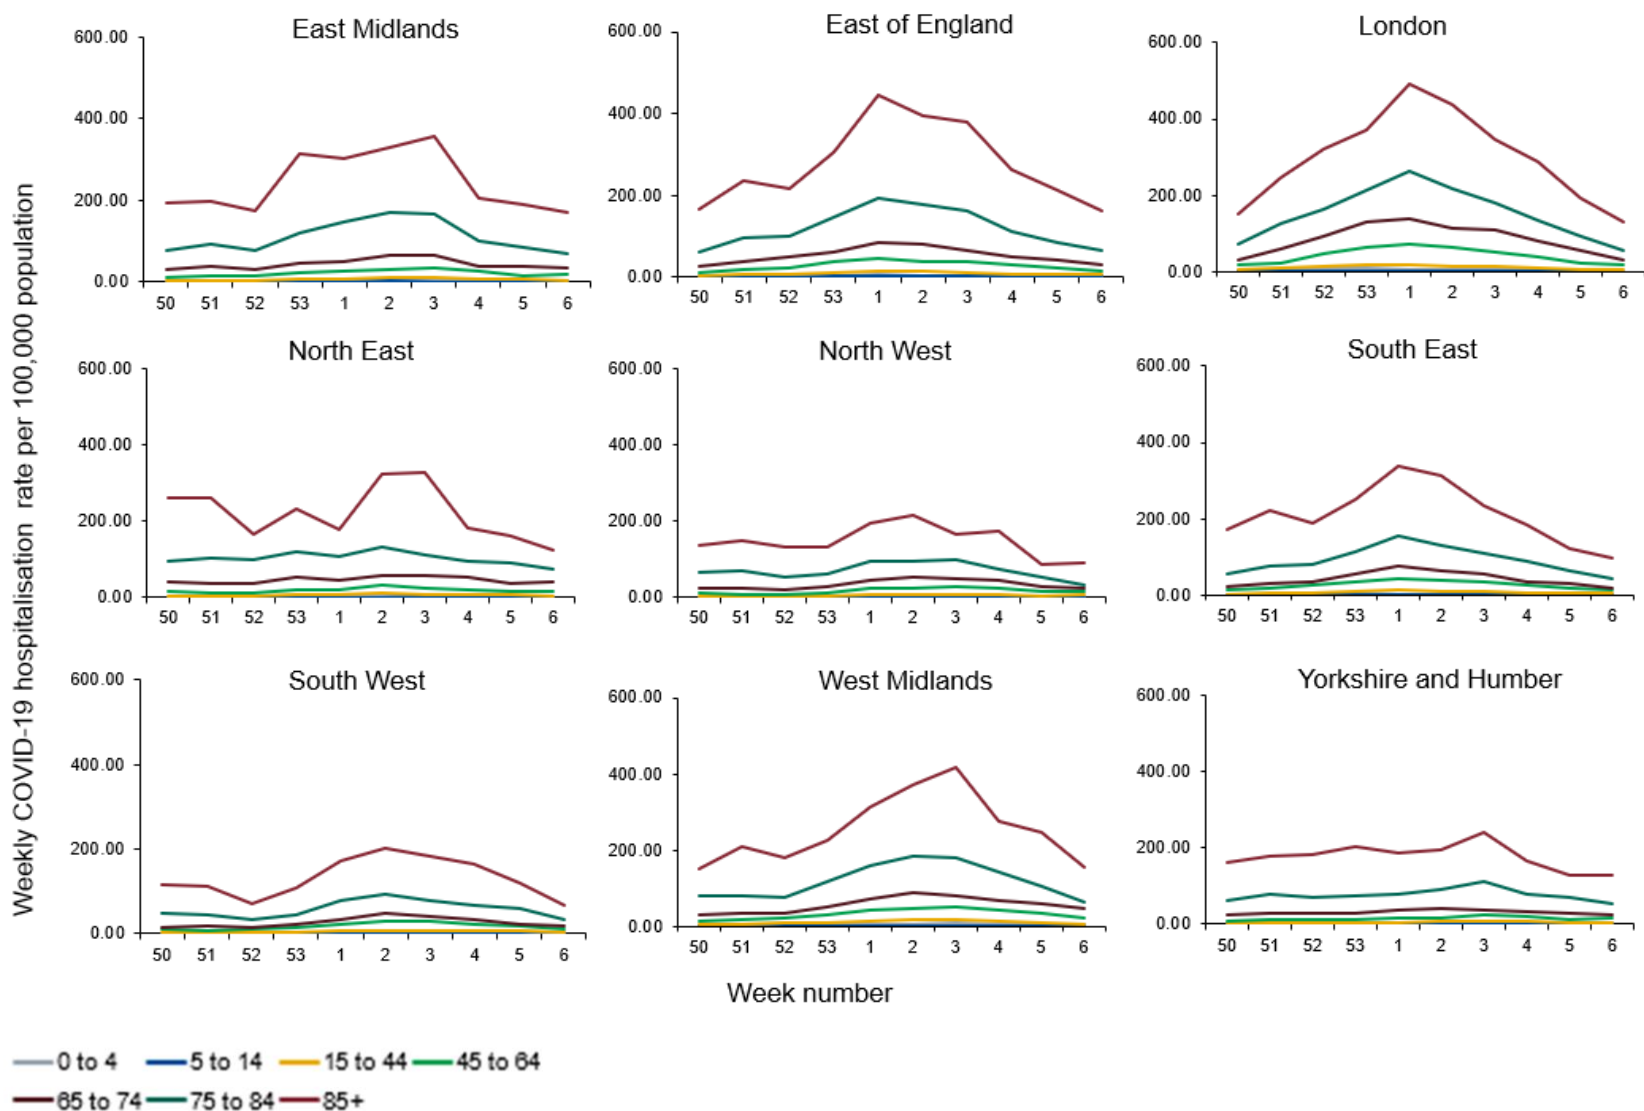 East Midlands
600.00
400.00
200.00
0.00
50 51 52 53 1 2 3 4 5 6
East of England
600.00
400.00
200.00
0.00
50 51 52 53 1 2 3 4 5 6
London
600.00
400.00
200.00
0.00
50 51 52 53 1 2 3 4 5 6
North East
600.00
400.00
200.00
0.00
50 51 52 53 1 2 3 4 5 6
North West
600.00
400.00
200.00
0.00
50 51 52 53 1 2 3 4 5 6
South East
600.00
400.00
200.00
0.00
50 51 52 53 1 2 3 4 5 6
South West
600.00
400.00
200.00
0.00
50 51 52 53 1 2 3 4 5 6
West Midlands
600.00
400.00
200.00
0.00
50 51 52 53 1 2 3 4 5 6
Yorkshire and Humber
600.00
400.00
200.00
0.00
50 51 52 53 1 2 3 4 5 6
Weekly COVID-19 hospitalisation rate per 100,000 population
Week number
0 to 4 5 to 14 15 to 44 45 to 64
65 to 74 75 to 84 85+